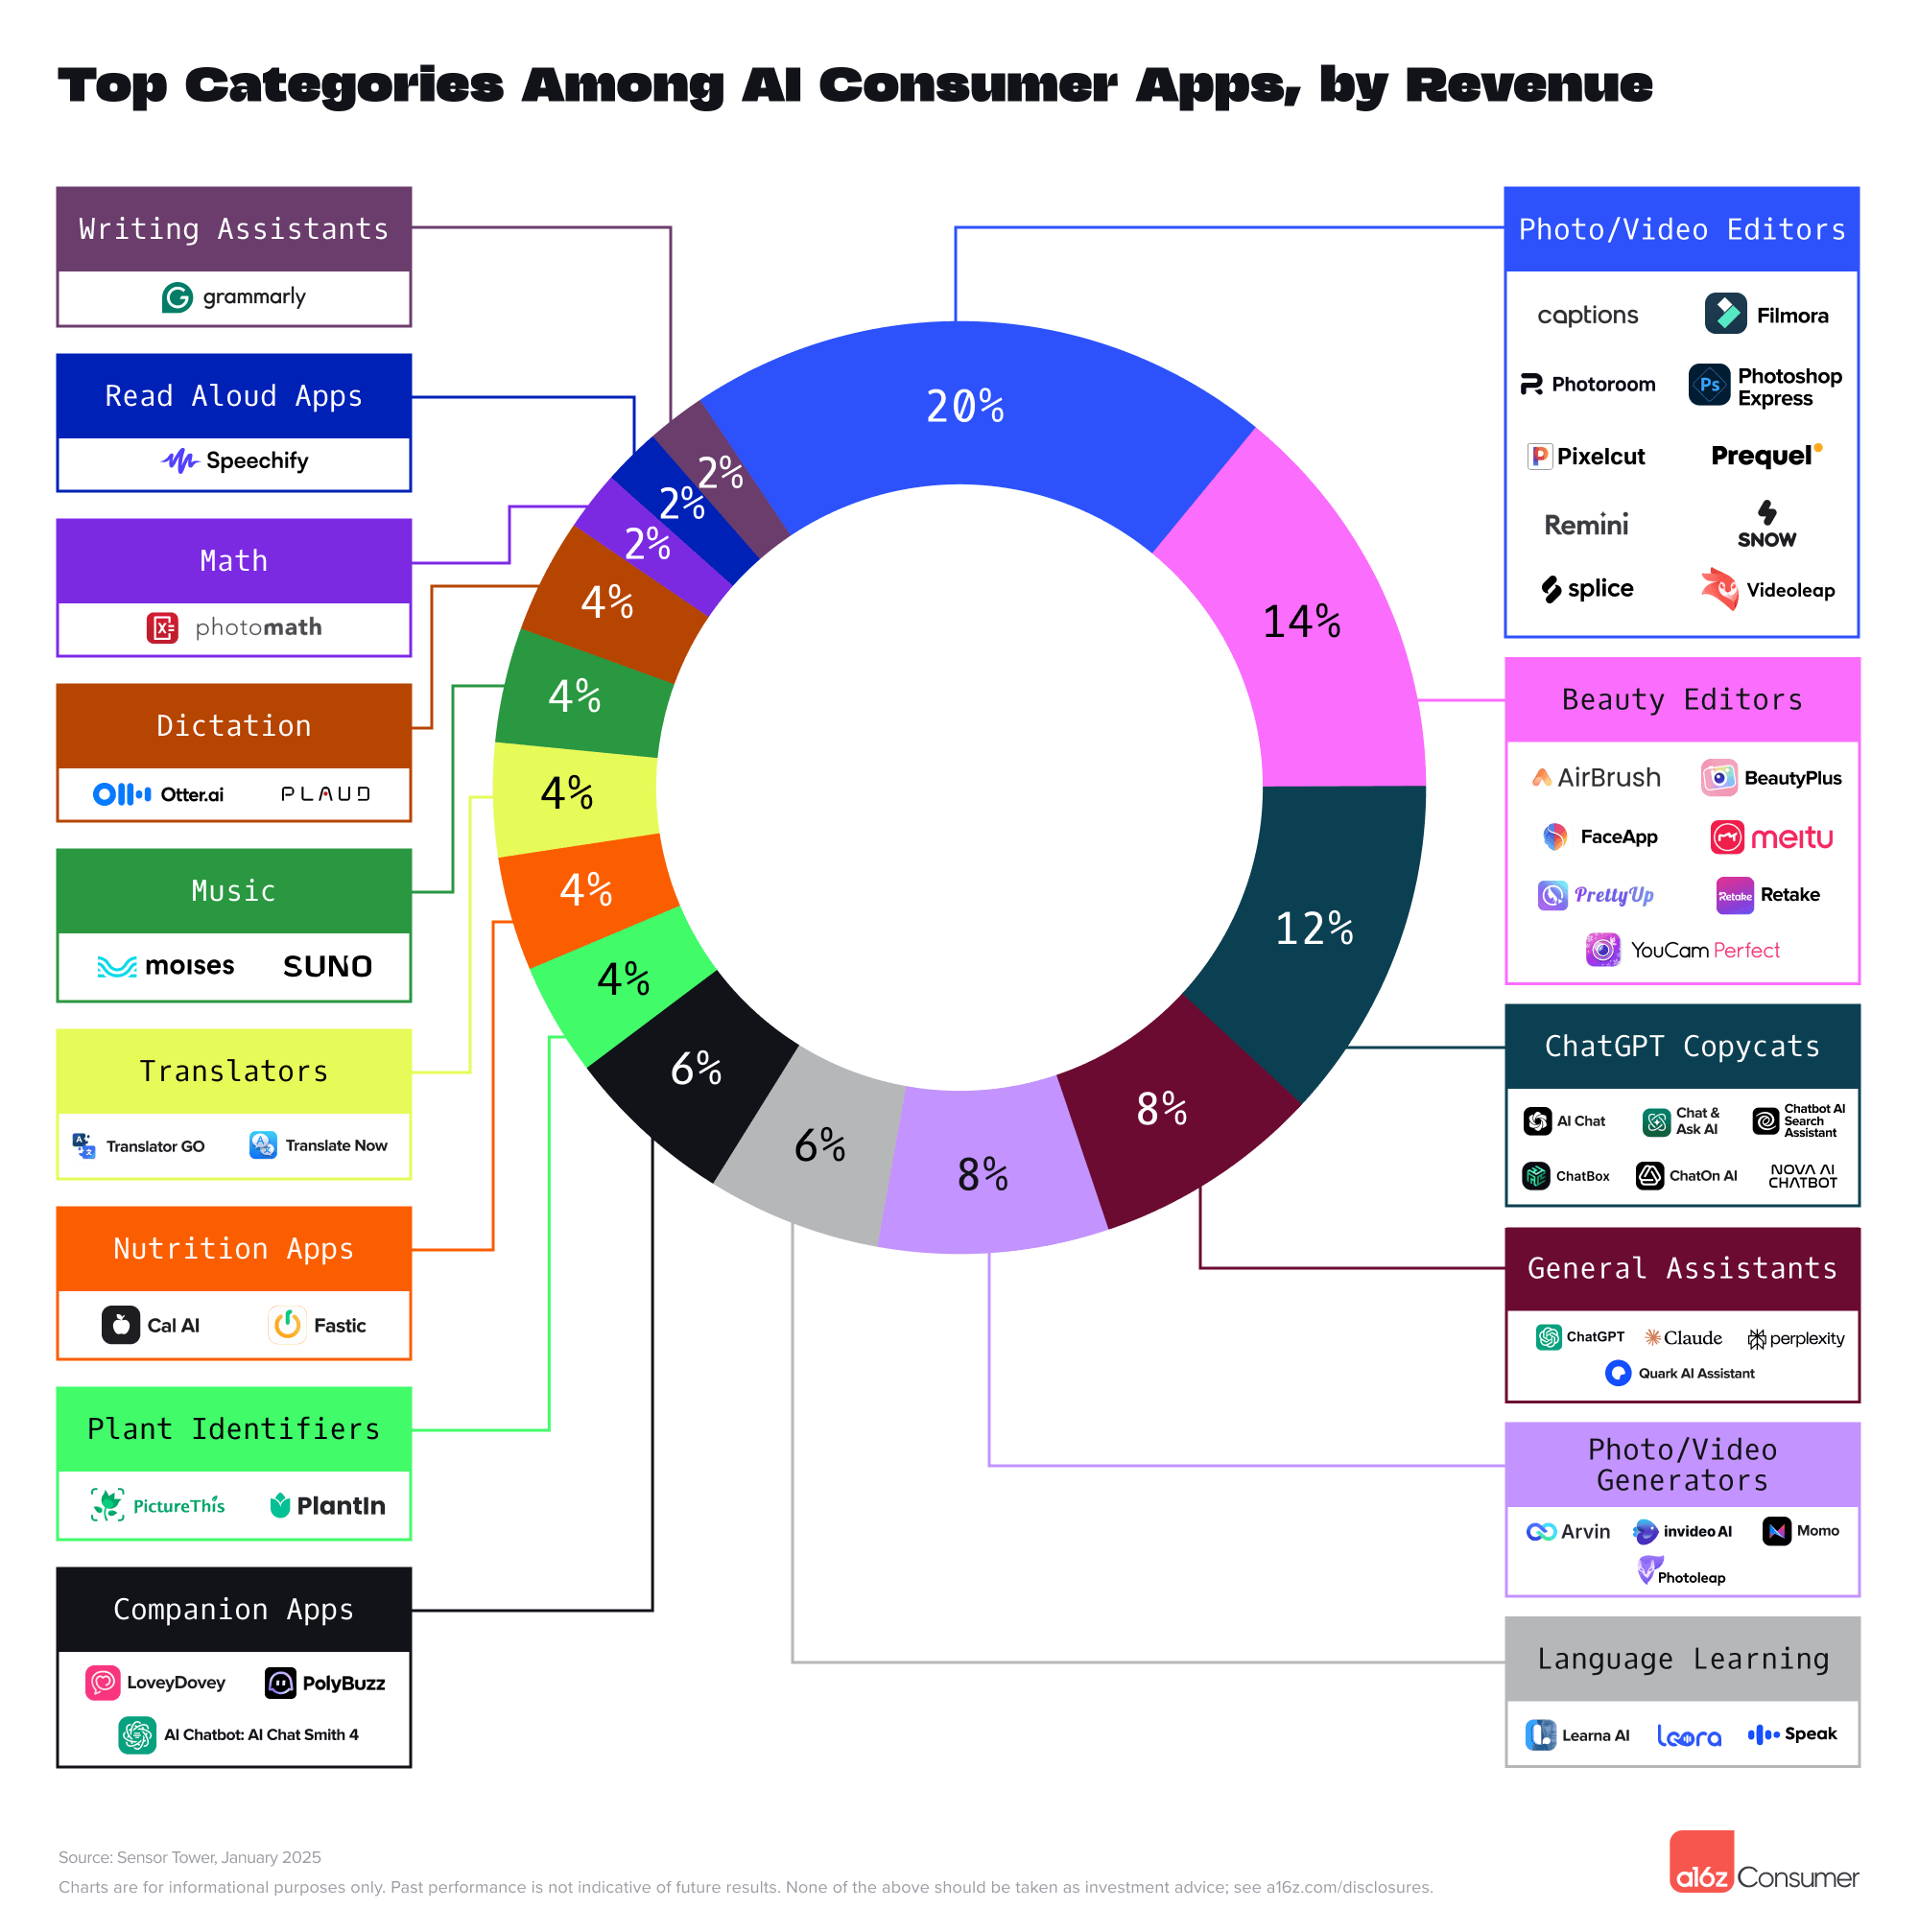 Top Categories Among AI Consumer Apps, by Revenue
Writing Assistants
grammarly
Read Aloud Apps
Speechify
Math
photomath
Dictation
Otter.ai
PLAUD
Music
moises
SUNO
Translators
Translator GO
Translate Now
Nutrition Apps
Cal AI
Fastic
Plant Identifiers
PictureThis
PlantIn
Companion Apps
LoveyDovey
PolyBuzz
AI Chatbot: AI Chat Smith 4
20%
14%
12%
8%
8%
6%
6%
4%
4%
4%
4%
4%
2%
2%
2%
Photo/Video Editors
captions
Filmora
Photoroom
Ps
Photoshop
Express
Pixelcut
Prequel
Remini
SNOW
splice
Videoleap
Beauty Editors
AirBrush
BeautyPlus
FaceApp
meitu
PrettyUp
Retake
Retake
YouCam Perfect
ChatGPT Copycats
AI Chat
Chat &
Ask AI
Chatbot AI
Search
Assistant
ChatBox
ChatOn AI
NOVA AI
CHATBOT
General Assistants
ChatGPT
Claude
perplexity
Quark AI Assistant
Photo/Video
Generators
Arvin
invideo AI
Momo
Photoleap
Language Learning
Learna AI
Loora
Speak
Source: Sensor Tower, January 2025
Charts are for informational purposes only. Past performance is not indicative of future results. None of the above should be taken as investment advice; see a16z.com/disclosures.
a16z Consumer